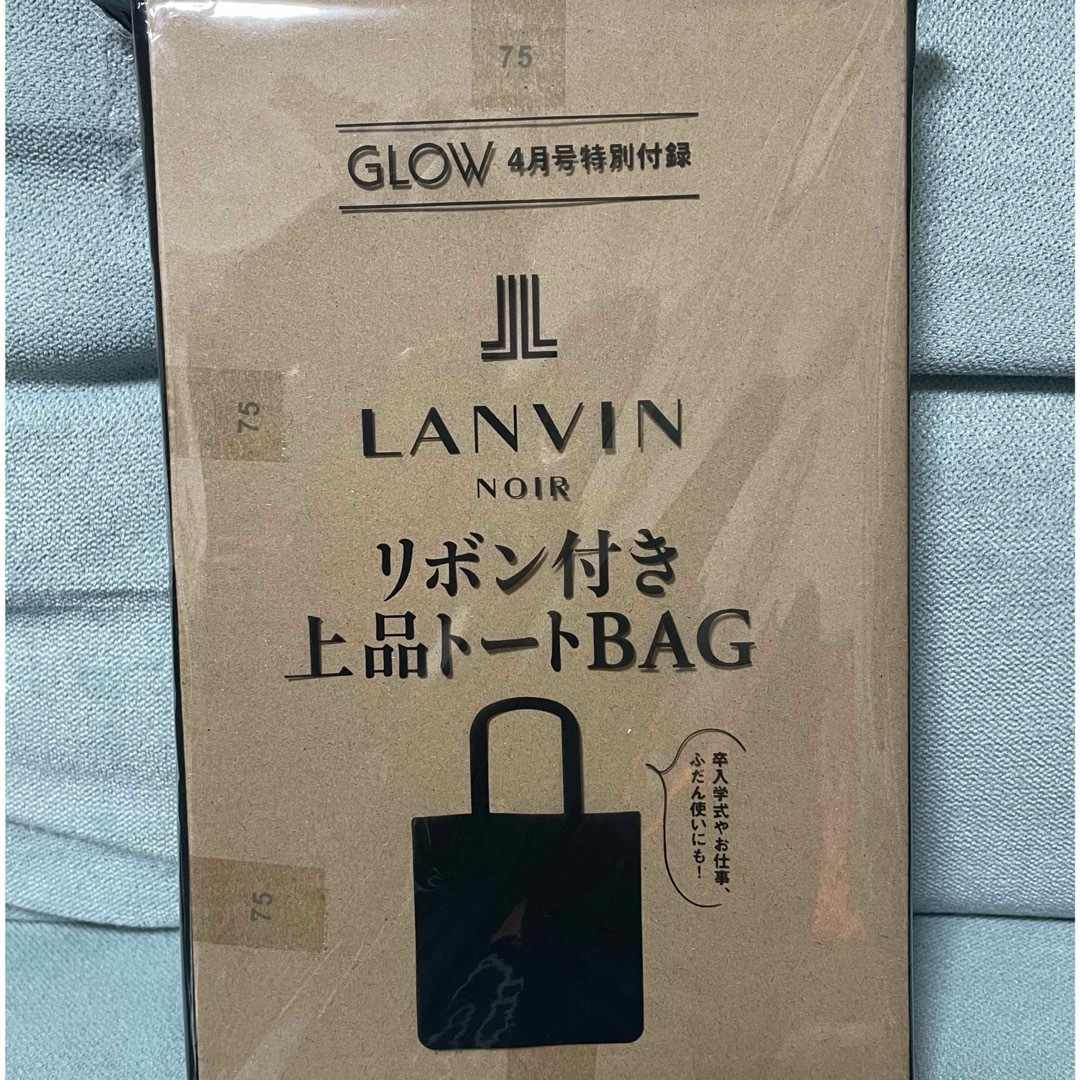 75
GLOW 4月号特別付録
75
LANVIN
NOIR
リボン付き
上品トートBAG
卒入学式やお仕事、
ふだん使いにも!
75